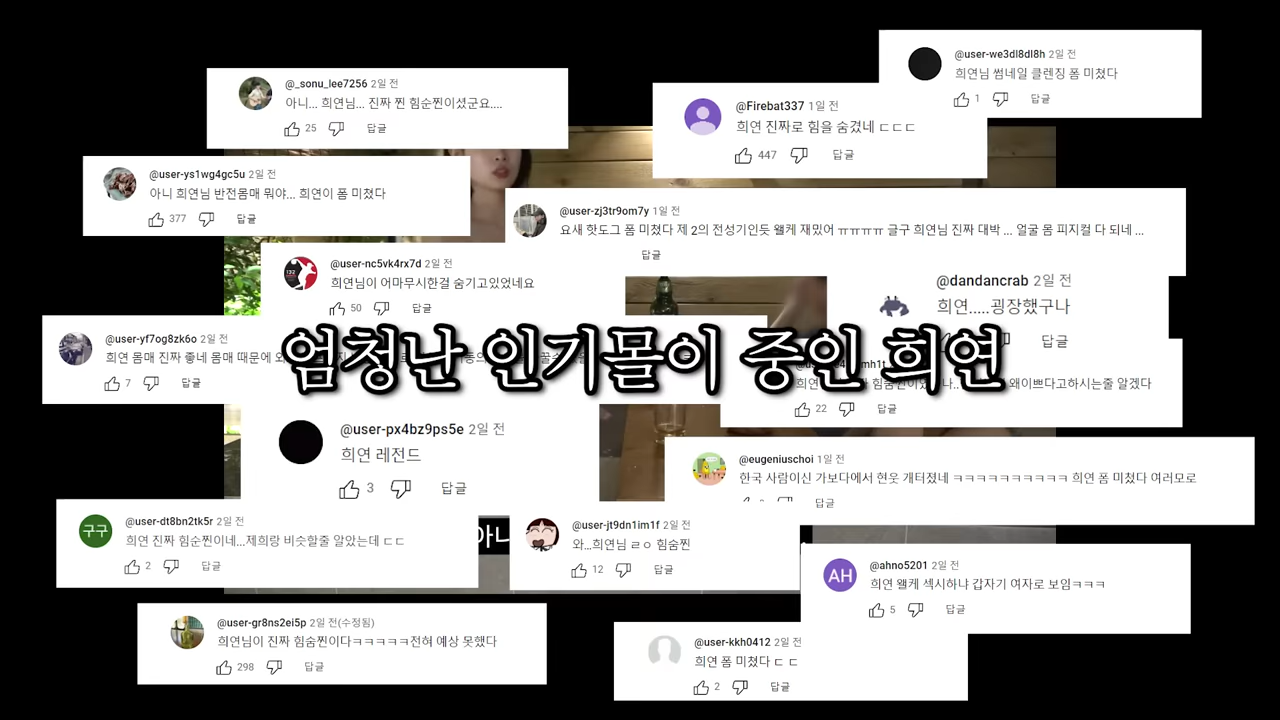 @user-we3dl8dl8h 2일 전
희연님 썸네일 클렌징 폼 미쳤다
1 답글
@_sonu_lee7256 2일 전
아니... 희연님... 진짜 찐 힘순찐이셨군요....
25 답글
@Firebat337 1일 전
희연 진짜로 힘을 숨겼네 ㄷㄷㄷ
447 답글
@user-ys1wg4gc5u 2일 전
아니 희연님 반전몸매 뭐야... 희연이 폼 미쳤다
377 답글
@user-zj3tr9om7y 1일 전
요새 핫도그 폼 미쳤다 제 2의 전성기인듯 웰케 재밌어 ㅠㅠㅠㅠ 글구 희연님 진짜 대박 ... 얼굴 몸 피지컬 다 되네 ...
답글
@user-nc5vk4rx7d 2일 전
희연님이 어마무시한걸 숨기고있었네요
50 답글
@dandancrab 2일 전
희연.....굉장했구나
답글
@user-yf7og8zk6o 2일 전
희연 몸매 진짜 좋네 몸매 때문에
7 답글
엄청난 인기몰이 중인 희연
왜이쁘다고하시는줄 알겠다
22 답글
@user-px4bz9ps5e 2일 전
희연 레전드
3 답글
@eugeniuschoi 1일 전
한국 사람이신 가보다에서 현웃 개터졌네 ㅋㅋㅋㅋㅋㅋㅋㅋㅋㅋ 희연 폼 미쳤다 여러모로
답글
구구
@user-dt8bn2tk5r 2일 전
희연 진짜 힘순찐이네...제희랑 비슷할줄 알았는데 ㄷㄷ
2 답글
아니
@user-jt9dn1im1f 2일 전
와...희연님 ㄹㅇ 힘숨찐
12 답글
AH
@ahno5201 2일 전
희연 웰케 섹시하냐 갑자기 여자로 보임ㅋㅋㅋ
5 답글
@user-gr8ns2ei5p 2일 전(수정됨)
희연님이 진짜 힘숨찐이다ㅋㅋㅋㅋㅋ전혀 예상 못했다
298 답글
@user-kkh0412 2일 전
희연 폼 미쳤다 ㄷ ㄷ
2 답글